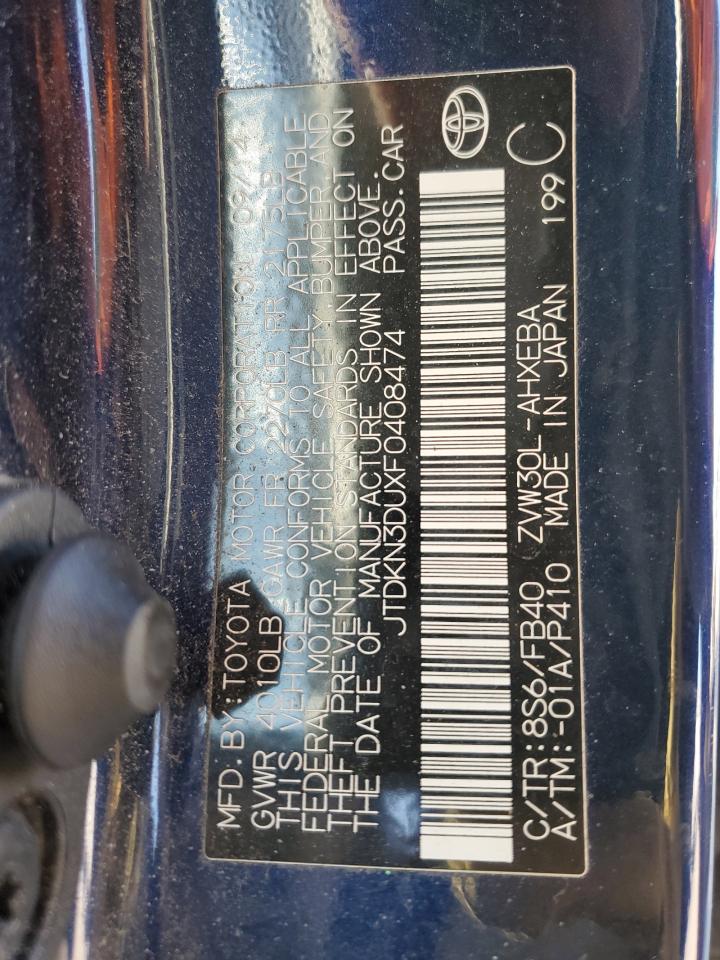 MFD. BY: TOYOTA MOTOR CORPORATION 09/14
GVWR 4010LB GAWR FR 2270LB RR 2175LB
THIS VEHICLE CONFORMS TO ALL APPLICABLE
FEDERAL MOTOR VEHICLE SAFETY, BUMPER AND
THEFT PREVENTION STANDARDS IN EFFECT ON
THE DATE OF MANUFACTURE SHOWN ABOVE.
JTDKN3DUXF0408474 PASS. CAR
C/TR: 8S6/FB40 ZVW30L-AHXEBA
A/TM: -01A/P410 MADE IN JAPAN 199 C